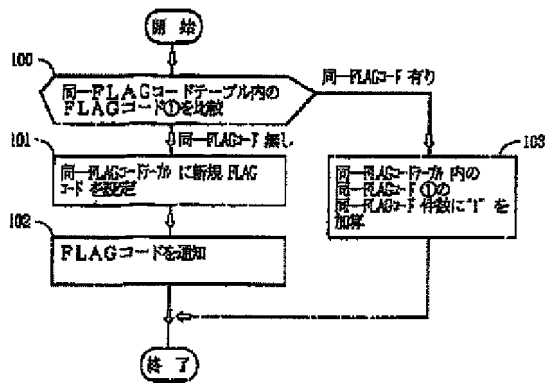 開始
100
同一FLAGコードテーブル内の
FLAGコード①を比較
同一FLAGコード 有り
同一FLAGコード 無し
101
同一FLAGコードテーブル に新規 FLAG
コード を設定
103
同一FLAGコードテーブル 内の
同一FLAGコード ①の
同一FLAGコード 件数に"1" を
加算
102
FLAGコードを通知
終了